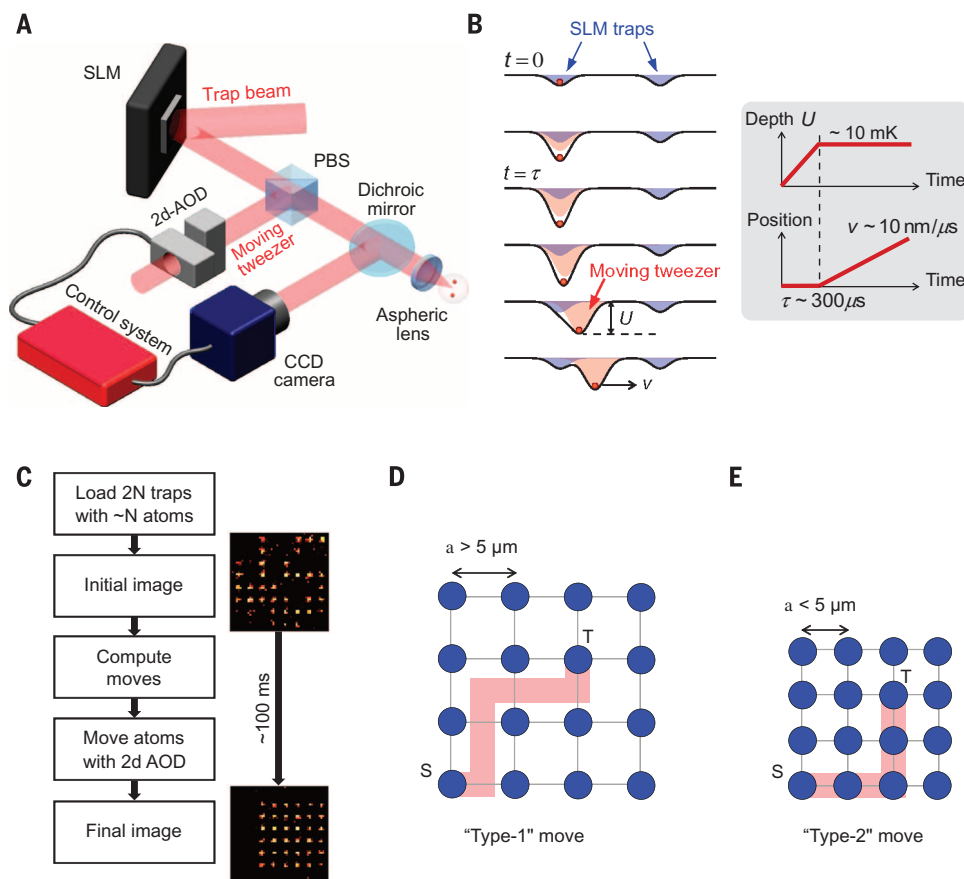 A
SLM
Trap beam
PBS
Dichroic
mirror
2d-AOD
Moving
tweezer
Aspheric
lens
Control system
CCD
camera
B
SLM traps
t = 0
t = τ
Moving tweezer
U
v
Depth U
~ 10 mK
Time
Position
v ~ 10 nm/μs
Time
τ ~ 300μs
C
Load 2N traps
with ~N atoms
Initial image
Compute
moves
Move atoms
with 2d AOD
Final image
~100 ms
D
a > 5 μm
T
S
“Type-1" move
E
a < 5 μm
T
S
“Type-2" move